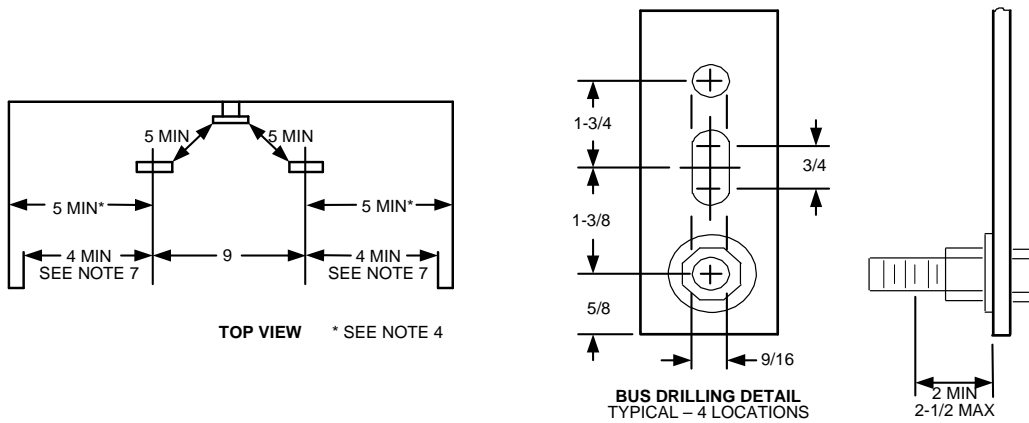 5 MIN
5 MIN
5 MIN*
5 MIN*
4 MIN
SEE NOTE 7
9
4 MIN
SEE NOTE 7
TOP VIEW * SEE NOTE 4
1-3/4
3/4
1-3/8
5/8
9/16
BUS DRILLING DETAIL
TYPICAL – 4 LOCATIONS
2 MIN
2-1/2 MAX